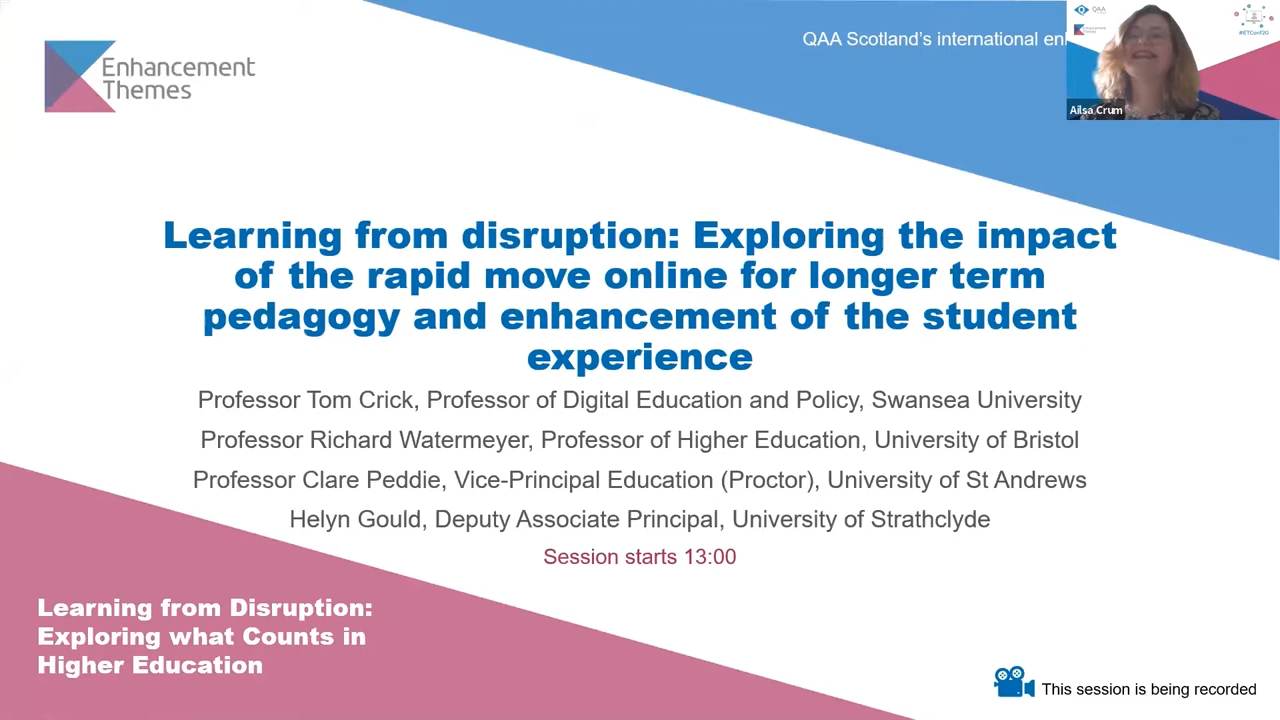 QAA Scotland's international en
QAA
#ETConf20
Ailsa Crum
Enhancement
Themes
Learning from disruption: Exploring the impact
of the rapid move online for longer term
pedagogy and enhancement of the student
experience
Professor Tom Crick, Professor of Digital Education and Policy, Swansea University
Professor Richard Watermeyer, Professor of Higher Education, University of Bristol
Professor Clare Peddie, Vice-Principal Education (Proctor), University of St Andrews
Helyn Gould, Deputy Associate Principal, University of Strathclyde
Session starts 13:00
Learning from Disruption:
Exploring what Counts in
Higher Education
This session is being recorded